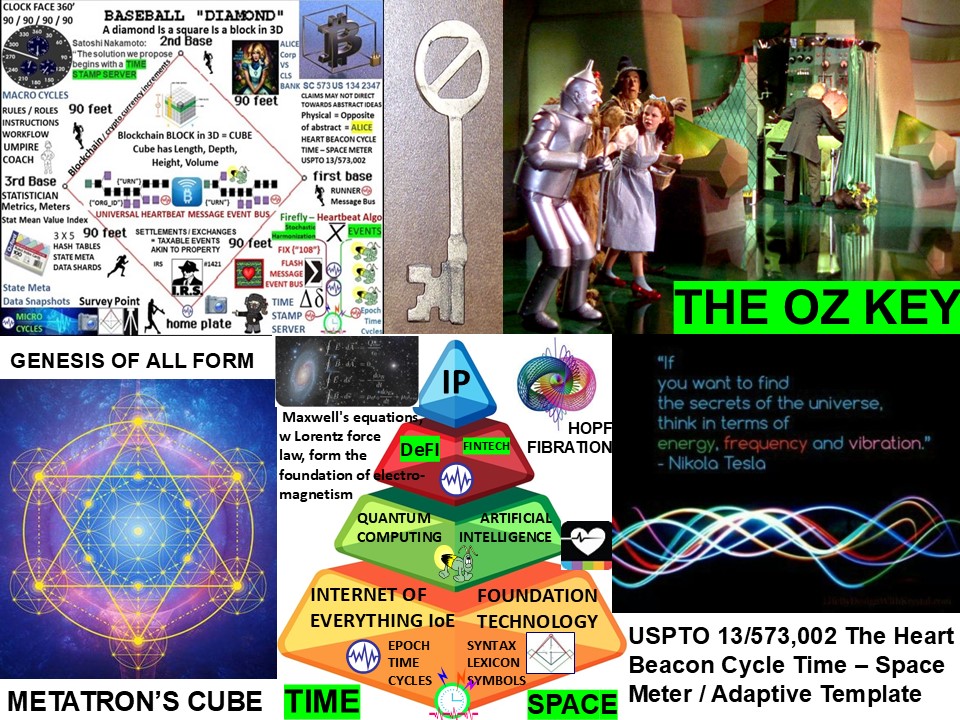 CLOCK FACE 360'
90 / 90 / 90 / 90
BASEBALL "DIAMOND"
A diamond Is a square Is a block in 3D
Satoshi Nakamoto:
"The solution we propose
begins with a TIME
STAMP SERVER
2nd Base
ALICE
Corp
VS
CLS
BANK
SC 573 US 134 2347
CLAIMS MAY NOT DIRECT
TOWARDS ABSTRACT IDEAS
Physical = Opposite
of abstract = ALICE
HEART BEACON CYCLE
TIME – SPACE METER
USPTO 13/573,002
MACRO CYCLES
RULES / ROLES
INSTRUCTIONS
WORKFLOW
UMPIRE
COACH
90 feet
90 feet
Blockchain / crypto currency increments
Blockchain BLOCK in 3D = CUBE
Cube has Length, Depth,
Height, Volume
3rd Base
STATISTICIAN
Metrics, Meters
Stat Mean Value Index
first base
RUNNER
Message Bus
("URN")
("ORG_ID")
("URN")
UNIVERSAL HEARTBEAT MESSAGE EVENT BUS
Firefly – Heartbeat Algo
Stochastic
Harmonization
EVENTS
3 X 5
HASH TABLES
STATE META
DATA SHARDS
90 feet
SETTLEMENTS / EXCHANGES
= TAXABLE EVENTS
AKIN TO PROPERTY
90 feet
IRS
#1421
I.R.S.
FIX {"108"}
FLASH
MESSAGE
EVENT BUS
State Meta
Data Snapshots
Survey Point
MICRO
CYCLES
home plate
TIME
STAMP
SERVER
Δδ
Epoch
Time
Cycles
THE OZ KEY
GENESIS OF ALL FORM
METATRON'S CUBE
Maxwell's equations,
w Lorentz force
law, form the
foundation of electro-
magnetism
IP
HOPF
FIBRATION
DeFI
FINTECH
QUANTUM
COMPUTING
ARTIFICIAL
INTELLIGENCE
INTERNET OF
EVERYTHING IoE
FOUNDATION
TECHNOLOGY
EPOCH
TIME
CYCLES
SYNTAX
LEXICON
SYMBOLS
TIME
SPACE
"If
you want to find
the secrets of the universe,
think in terms of
energy, frequency and vibration."
- Nikola Tesla
USPTO 13/573,002 The Heart
Beacon Cycle Time – Space
Meter / Adaptive Template